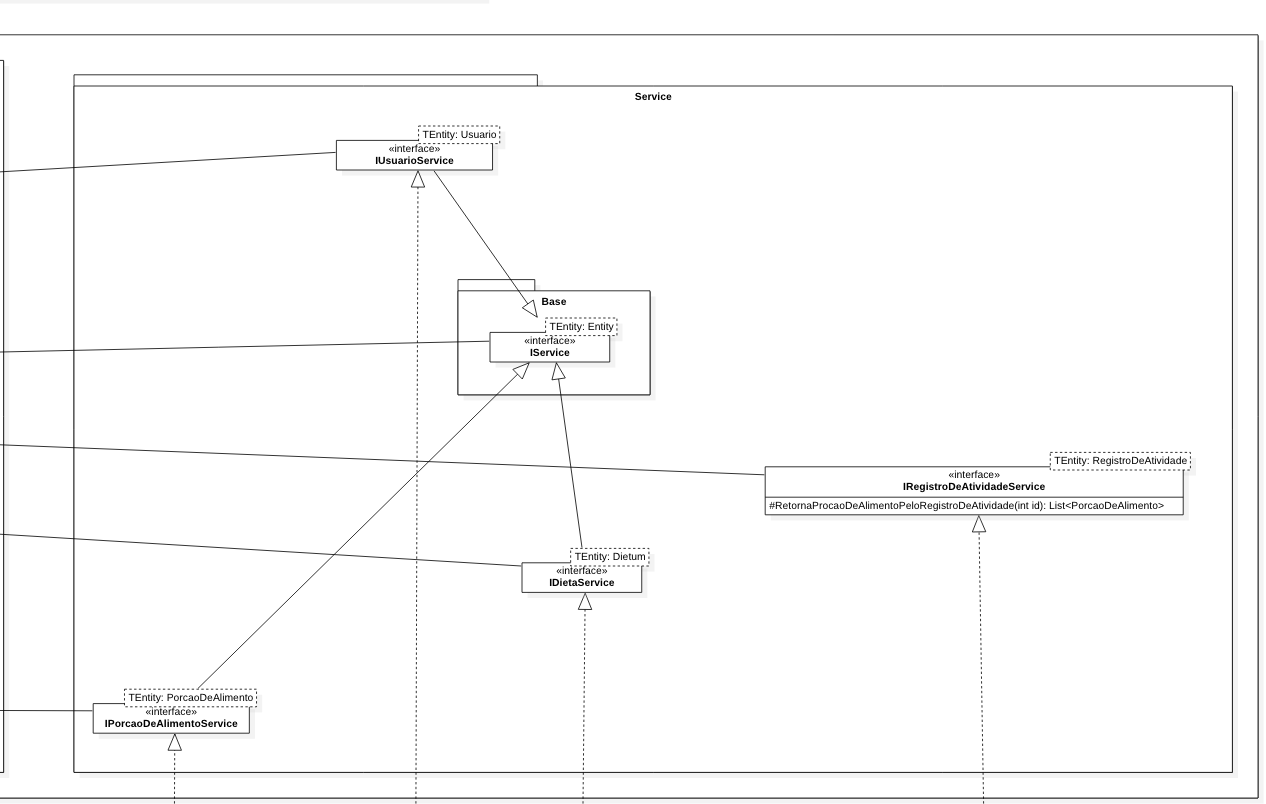 Service
TEntity: Usuario
«interface»
IUsuarioService
Base
TEntity: Entity
«interface»
IService
TEntity: RegistroDeAtividade
«interface»
IRegistroDeAtividadeService
#RetornaProcaoDeAlimentoPeloRegistroDeAtividade(int id): List<PorcaoDeAlimento>
TEntity: Dietum
«interface»
IDietaService
TEntity: PorcaoDeAlimento
«interface»
IPorcaoDeAlimentoService